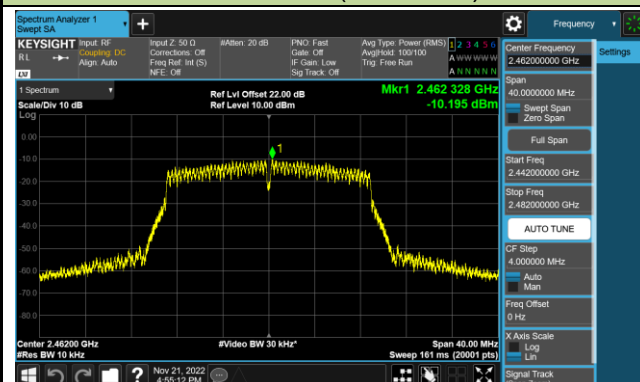 Spectrum Analyzer 1
Swept SA
Frequency
Settings
KEYSIGHT
RL
LXI
Input: RF
Coupling: DC
Align: Auto
Input Z: 50 Ω
Corrections: Off
Freq Ref: Int (S)
NFE: Off
#Atten: 20 dB
PNO: Fast
Gate: Off
IF Gain: Low
Sig Track: Off
Avg Type: Power (RMS)
Avg|Hold: 100/100
Trig: Free Run
1 2 3 4 5 6
A W W W W W
A N N N N N
1 Spectrum
Scale/Div 10 dB
Log
Ref Lvl Offset 22.00 dB
Ref Level 10.00 dBm
Mkr1 2.462 328 GHz
-10.195 dBm
1
0.00
-10.0
-20.0
-30.0
-40.0
-50.0
-60.0
-70.0
-80.0
Center 2.46200 GHz
#Res BW 10 kHz
#Video BW 30 kHz*
Span 40.00 MHz
Sweep 161 ms (20001 pts)
Nov 21, 2022
4:55:12 PM
Center Frequency
2.462000000 GHz
Span
40.0000000 MHz
Swept Span
Zero Span
Full Span
Start Freq
2.442000000 GHz
Stop Freq
2.482000000 GHz
AUTO TUNE
CF Step
4.000000 MHz
Auto
Man
Freq Offset
0 Hz
X Axis Scale
Log
Lin
Signal Track